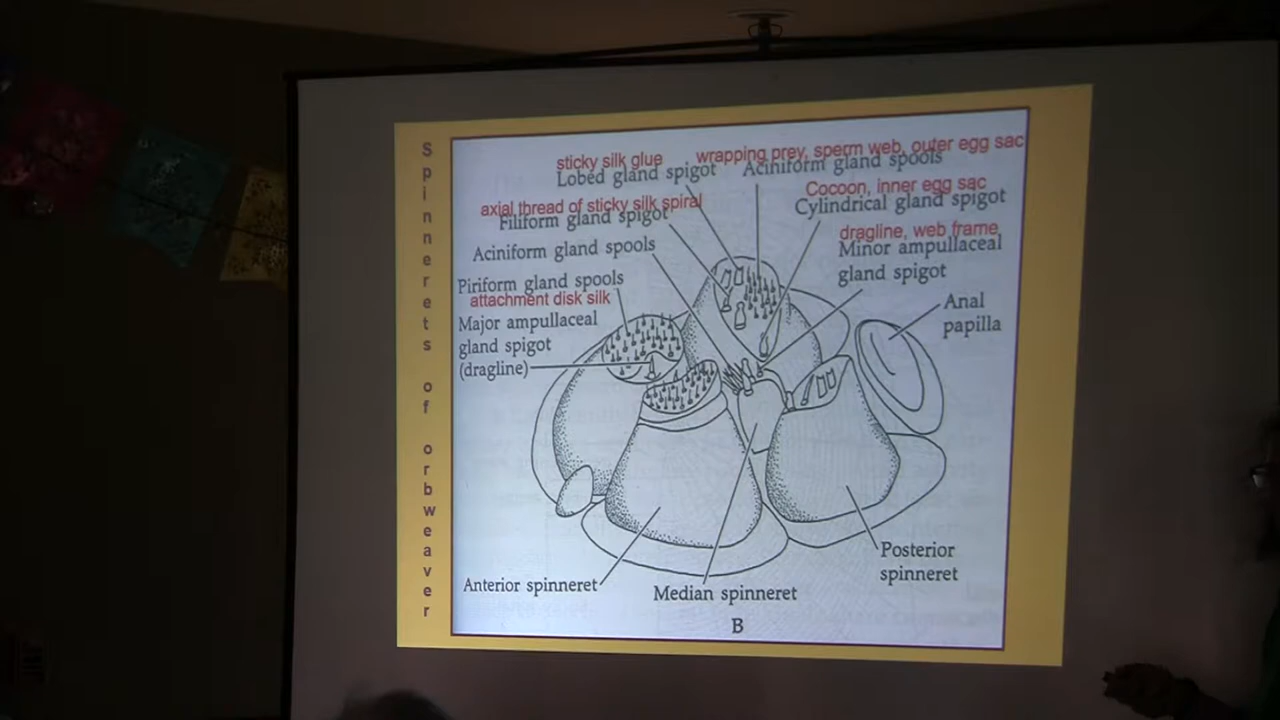 Spinnerets of orbweaver
sticky silk glue
Lobed gland spigot
wrapping prey, sperm web, outer egg sac
Aciniform gland spools
axial thread of sticky silk spiral
Filiform gland spigot
Cocoon, inner egg sac
Cylindrical gland spigot
Aciniform gland spools
dragline, web frame
Minor ampullaceal
gland spigot
Piriform gland spools
attachment disk silk
Major ampullaceal
gland spigot
(dragline)
Anal
papilla
Posterior
spinneret
Anterior spinneret
Median spinneret
B